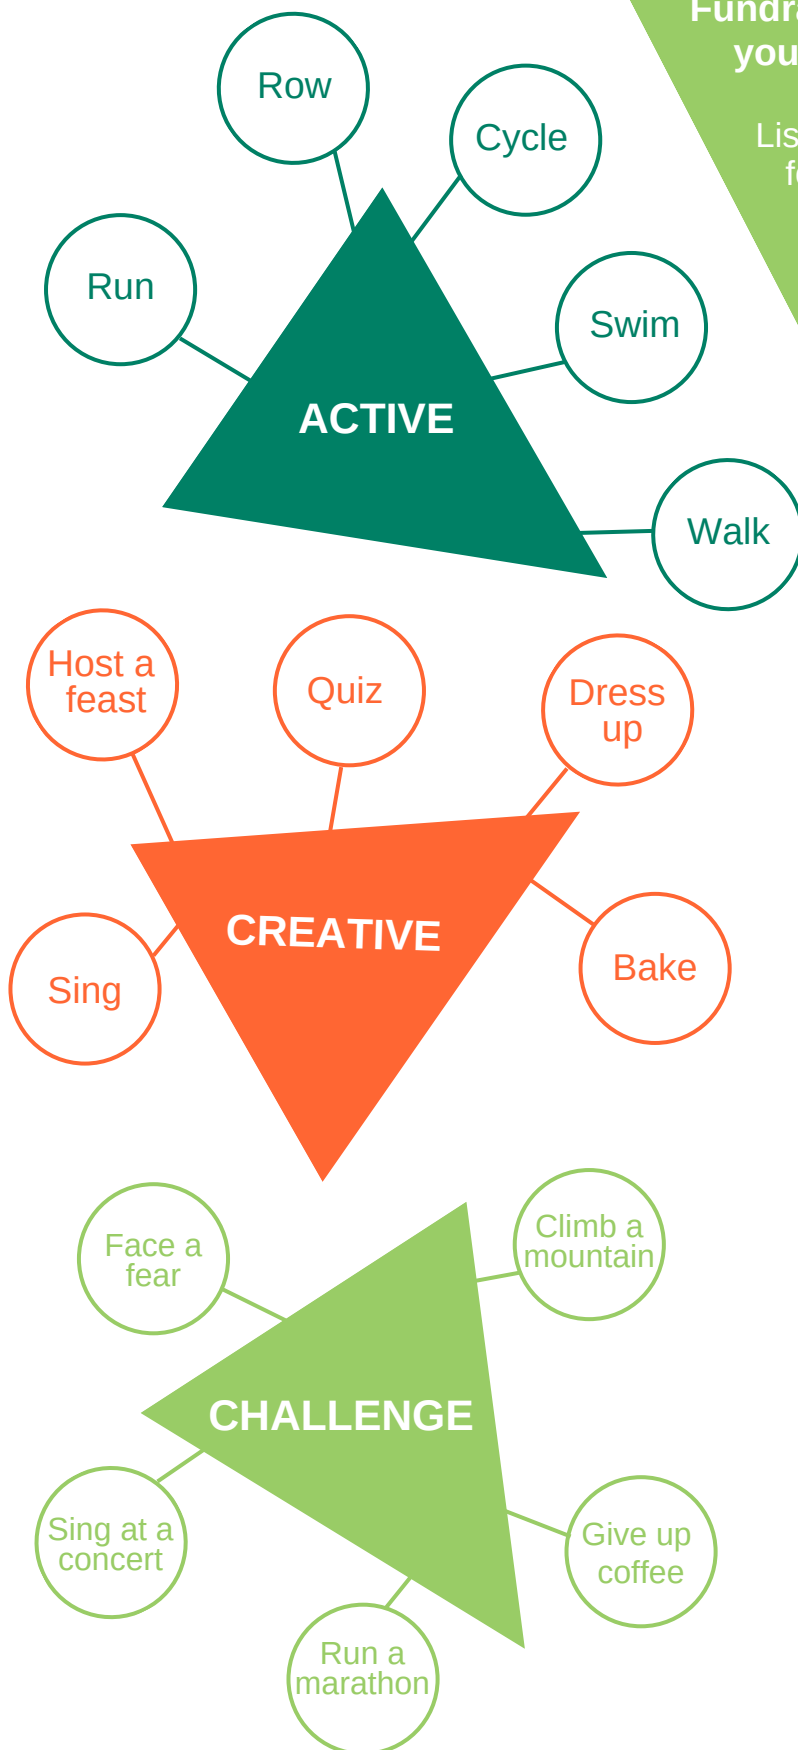 you
Row
Cycle
Run
Swim
ACTIVE
Walk
Host a
feast
Quiz
Dress
up
CREATIVE
Sing
Bake
Face a
fear
Climb a
mountain
CHALLENGE
Sing at a
concert
Give up
coffee
Run a
marathon